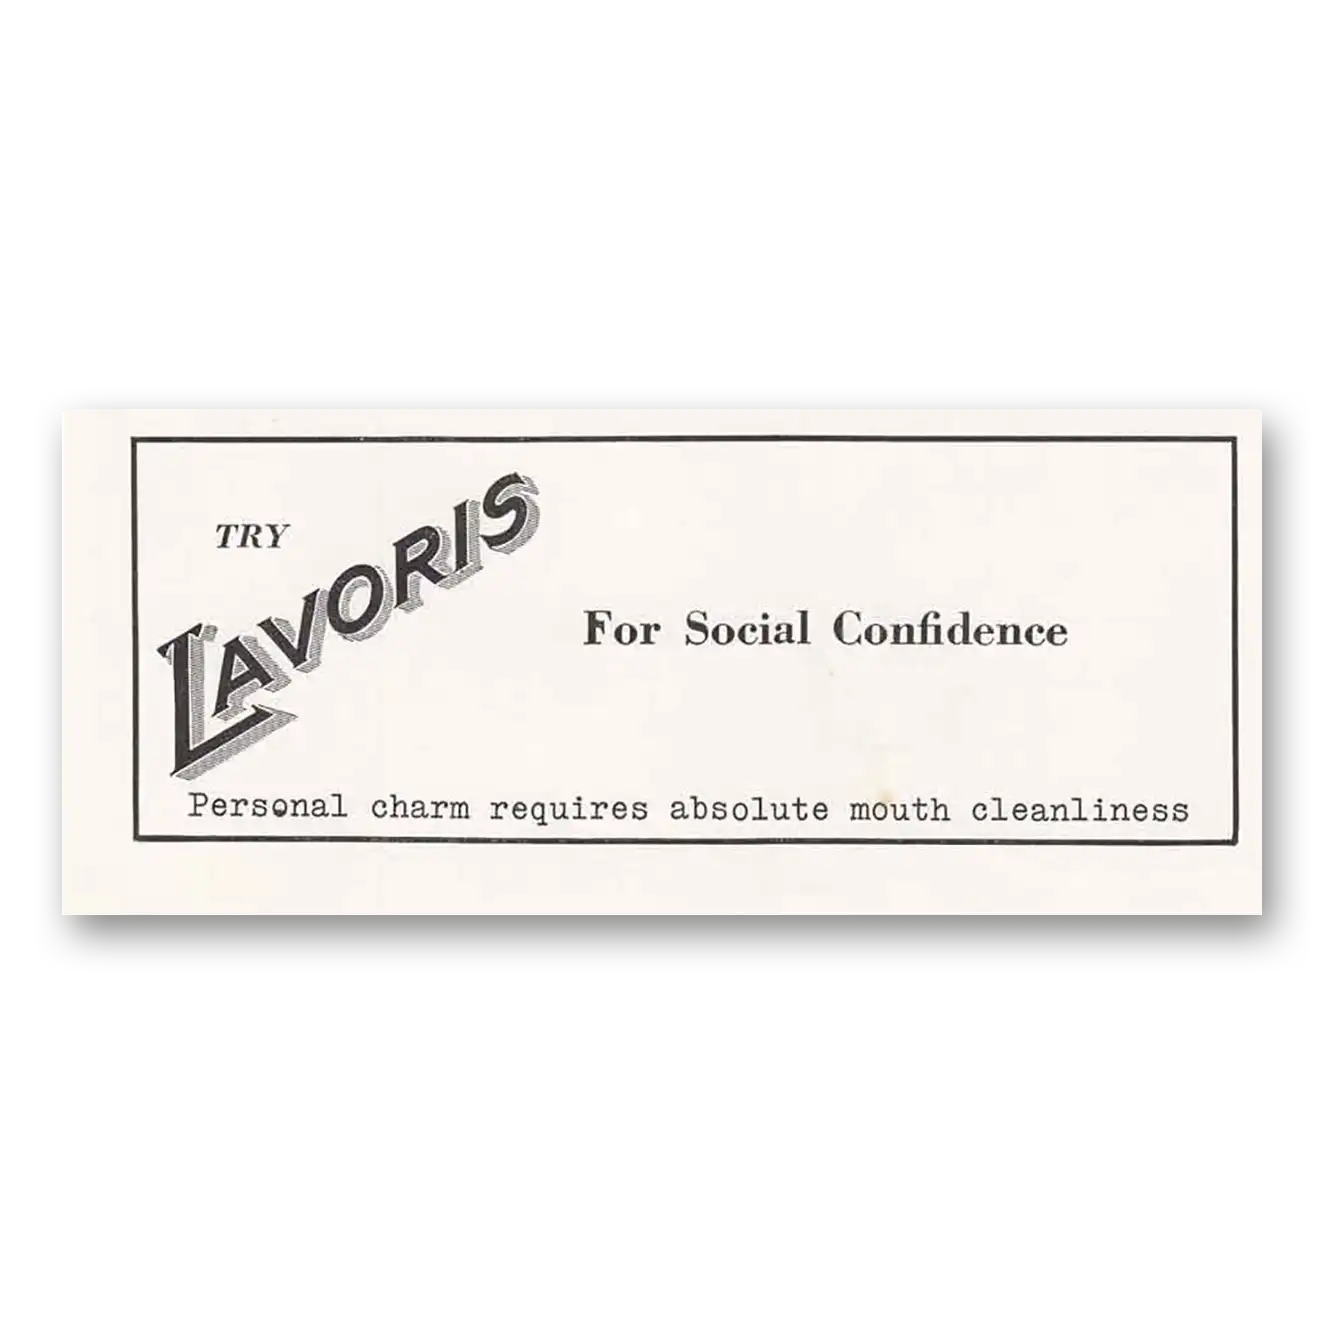 TRY
LAVORIS
For Social Confidence
Personal charm requires absolute mouth cleanliness